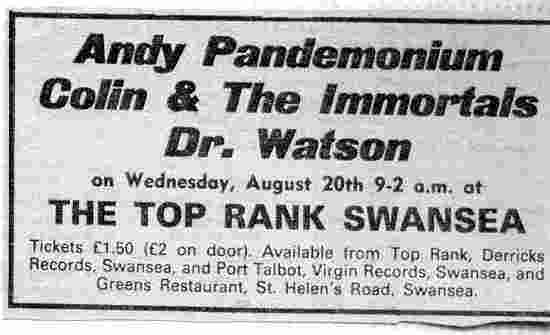 Andy Pandemonium
Colin & The Immortals
Dr. Watson
on Wednesday, August 20th 9-2 a.m. at
THE TOP RANK SWANSEA
Tickets £1.50 (£2 on door). Available from Top Rank, Derricks
Records, Swansea, and Port Talbot, Virgin Records, Swansea, and
Greens Restaurant, St. Helen's Road, Swansea.